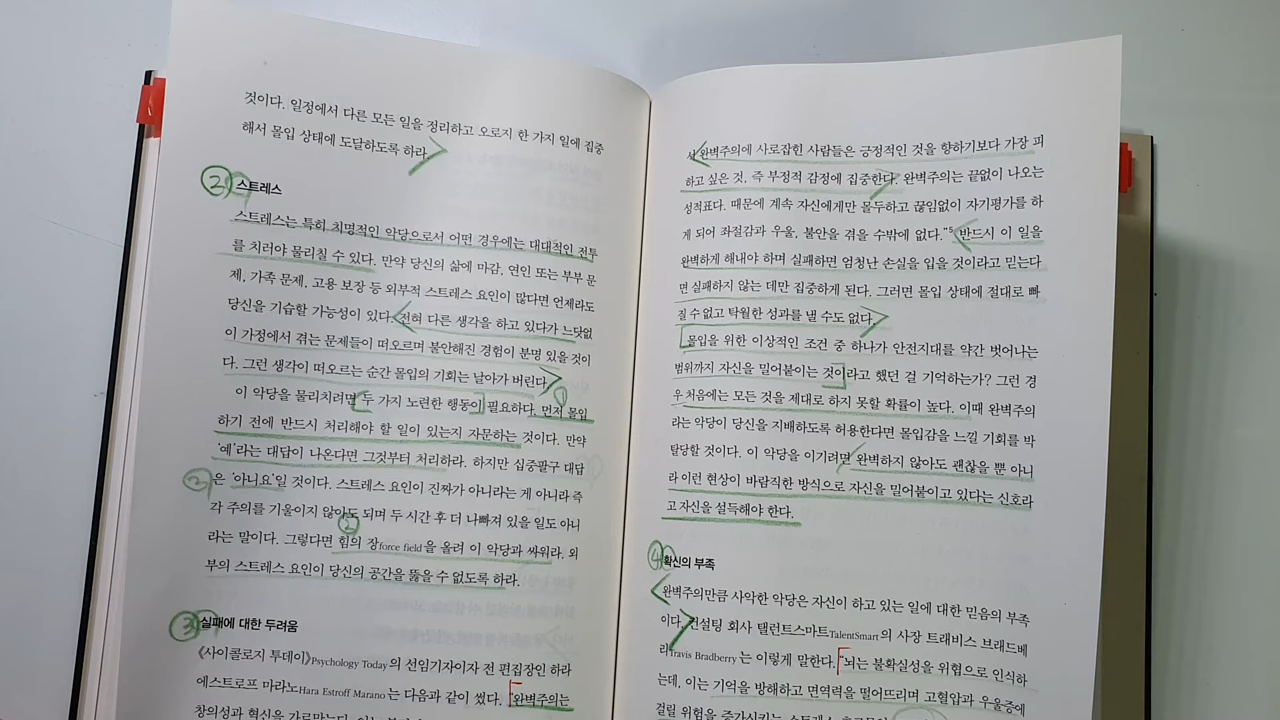 것이다. 일정에서 다른 모든 일을 정리하고 오로지 한 가지 일에 집중
해서 몰입 상태에 도달하도록 하라.
② 스트레스
스트레스는 특히 치명적인 악당으로서 어떤 경우에는 대대적인 전투
를 치러야 물리칠 수 있다. 만약 당신의 삶에 마감, 연인 또는 부부 문
제, 가족 문제, 고용 보장 등 외부적 스트레스 요인이 많다면 언제라도
당신을 기습할 가능성이 있다. 전혀 다른 생각을 하고 있다가 느닷없
이 가정에서 겪는 문제들이 떠오르며 불안해진 경험이 분명 있을 것이
다. 그런 생각이 떠오르는 순간 몰입의 기회는 날아가 버린다.
①
이 악당을 물리치려면 두 가지 노련한 행동이 필요하다. 먼저 몰입
하기 전에 반드시 처리해야 할 일이 있는지 자문하는 것이다. 만약
‘예’라는 대답이 나온다면 그것부터 처리하라. 하지만 십중팔구 대답
② 은 ‘아니요’일 것이다. 스트레스 요인이 진짜가 아니라는 게 아니라 즉
각 주의를 기울이지 않아도 되며 두 시간 후 더 나빠져 있을 일도 아니
②
라는 말이다. 그렇다면 힘의 장force field을 올려 이 악당과 싸워라. 외
부의 스트레스 요인이 당신의 공간을 뚫을 수 없도록 하라.
③ 실패에 대한 두려움
《사이콜로지 투데이》Psychology Today의 선임기자이자 전 편집장인 하라
에스트로프 마라노Hara Estroff Marano는 다음과 같이 썼다. “완벽주의는
창의성과 혁신을
서 완벽주의에 사로잡힌 사람들은 긍정적인 것을 향하기보다 가장 피
하고 싶은 것, 즉 부정적 감정에 집중한다. 완벽주의는 끝없이 나오는
성적표다. 때문에 계속 자신에게만 몰두하고 끊임없이 자기평가를 하
게 되어 좌절감과 우울, 불안을 겪을 수밖에 없다.”5 반드시 이 일을
완벽하게 해내야 하며 실패하면 엄청난 손실을 입을 것이라고 믿는다
면 실패하지 않는 데만 집중하게 된다. 그러면 몰입 상태에 절대로 빠
질 수 없고 탁월한 성과를 낼 수도 없다.
몰입을 위한 이상적인 조건 중 하나가 안전지대를 약간 벗어나는
범위까지 자신을 밀어붙이는 것이라고 했던 걸 기억하는가? 그런 경
우 처음에는 모든 것을 제대로 하지 못할 확률이 높다. 이때 완벽주의
라는 악당이 당신을 지배하도록 허용한다면 몰입감을 느낄 기회를 박
탈당할 것이다. 이 악당을 이기려면 완벽하지 않아도 괜찮을 뿐 아니
라 이런 현상이 바람직한 방식으로 자신을 밀어붙이고 있다는 신호라
고 자신을 설득해야 한다.
④ 확신의 부족
완벽주의만큼 사악한 악당은 자신이 하고 있는 일에 대한 믿음의 부족
이다. 컨설팅 회사 탤런트스마트TalentSmart의 사장 트래비스 브래드베
리Travis Bradberry는 이렇게 말한다. “뇌는 불확실성을 위협으로 인식하
는데, 이는 기억을 방해하고 면역력을 떨어뜨리며 고혈압과 우울증에
걸릴 위험을 증가시키는 스트레스